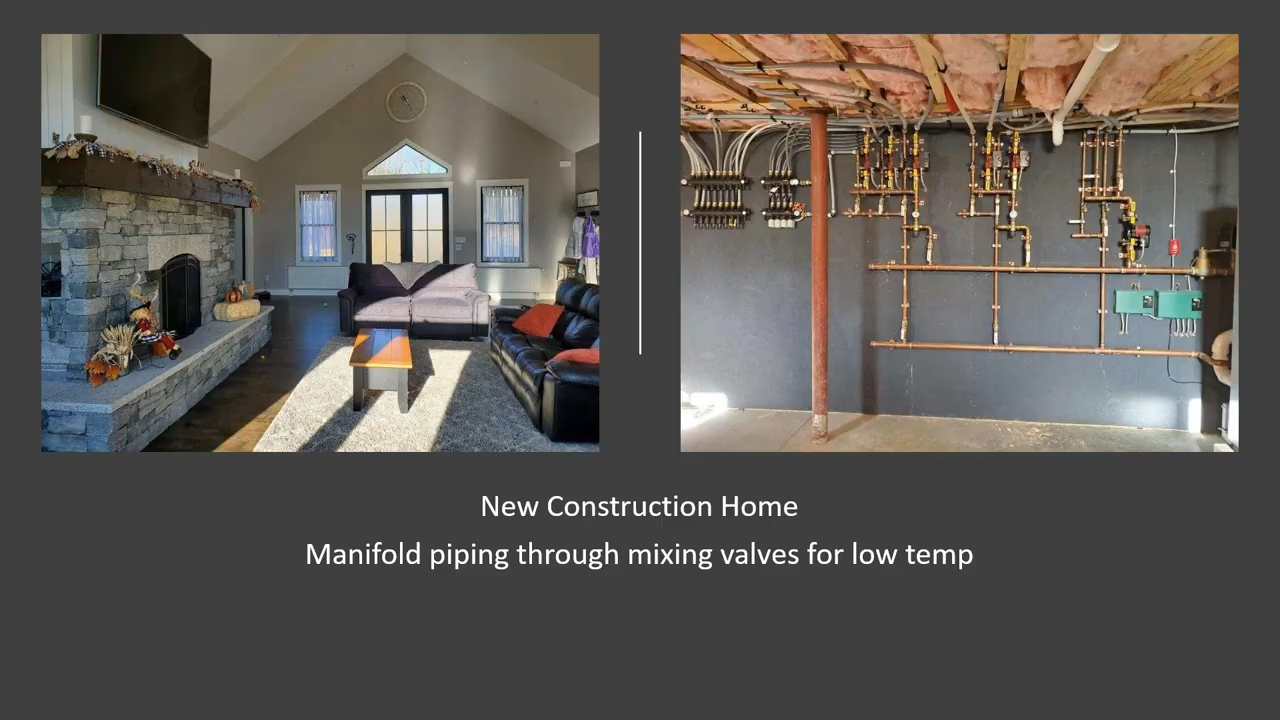 New Construction Home
Manifold piping through mixing valves for low temp